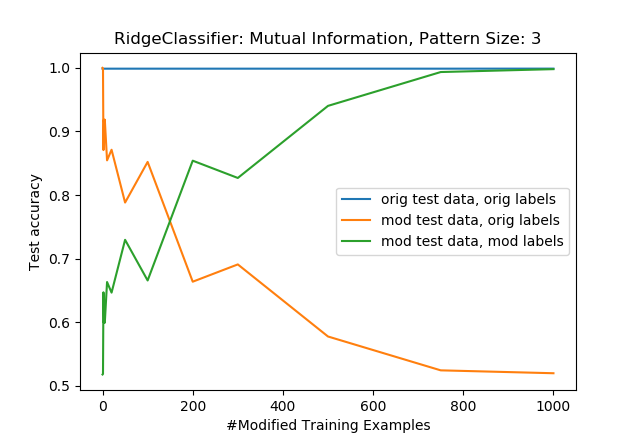 RidgeClassifier: Mutual Information, Pattern Size: 3
1.0
0.9
0.8
0.7
0.6
0.5
Test accuracy
orig test data, orig labels
mod test data, orig labels
mod test data, mod labels
0 200 400 600 800 1000
#Modified Training Examples